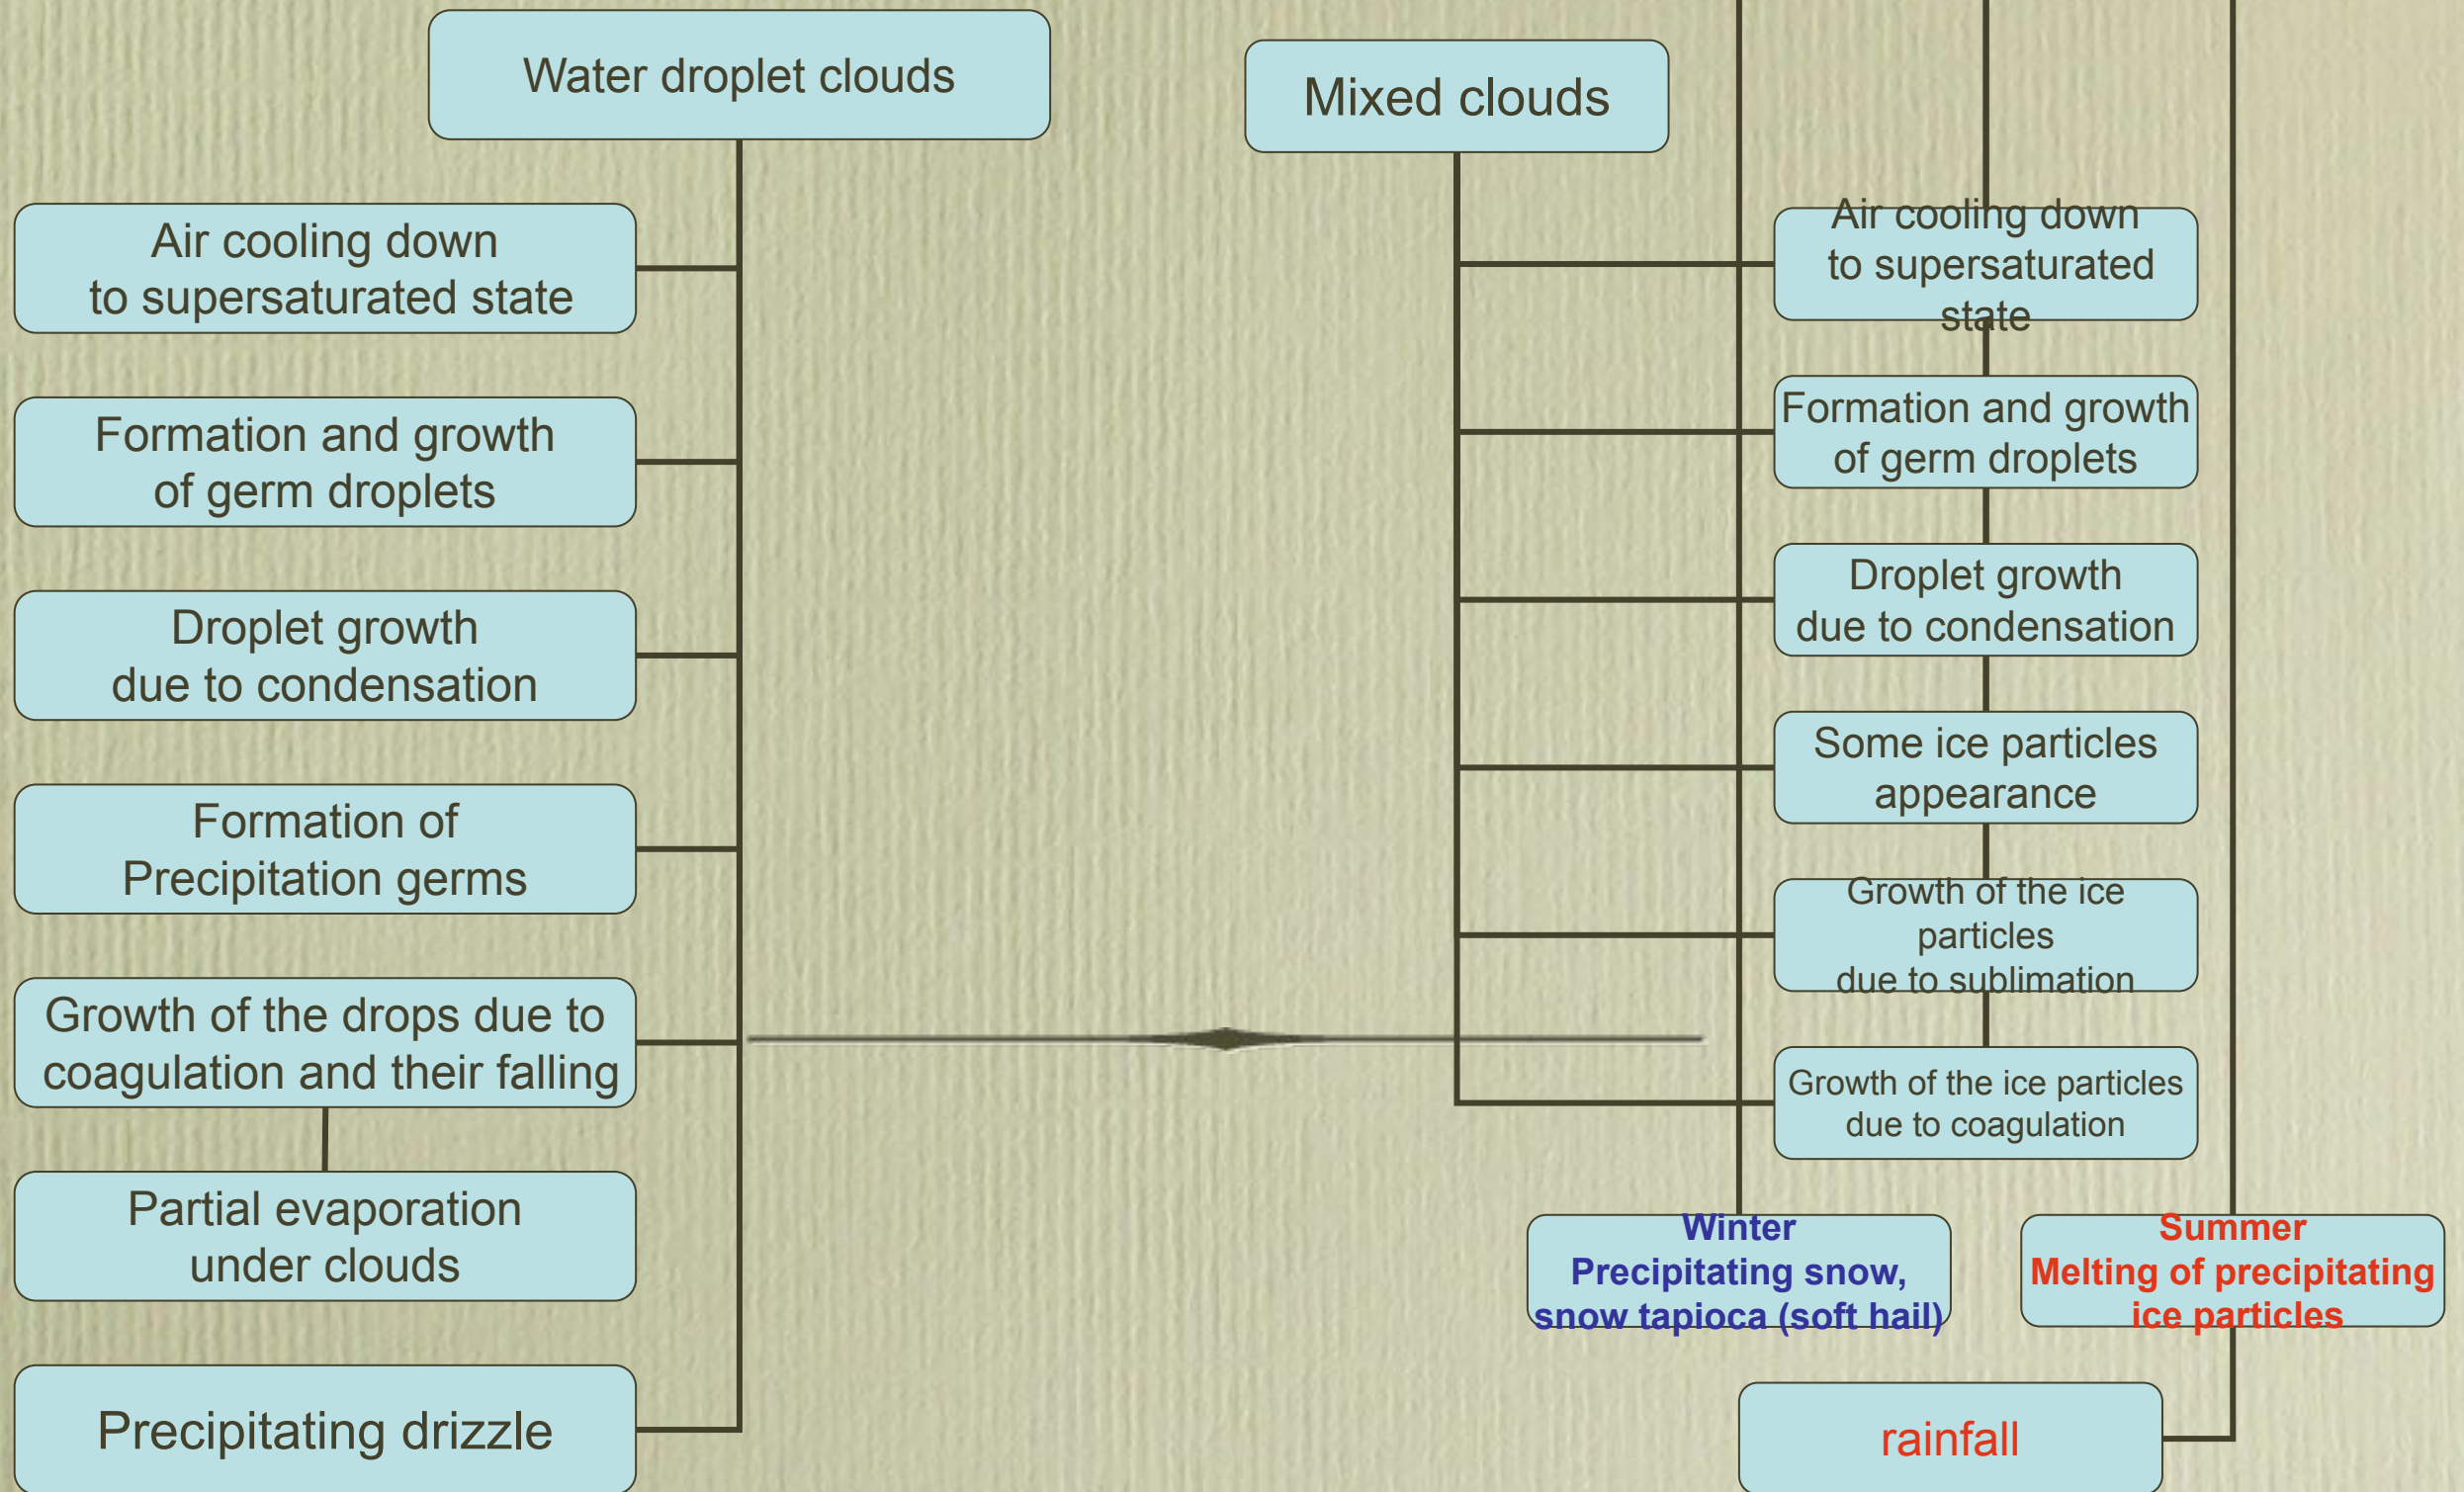 Water droplet clouds
Air cooling down
to supersaturated state
Formation and growth
of germ droplets
Droplet growth
due to condensation
Formation of
Precipitation germs
Growth of the drops due to
coagulation and their falling
Partial evaporation
under clouds
Precipitating drizzle
Mixed clouds
Air cooling down
to supersaturated
state
Formation and growth
of germ droplets
Droplet growth
due to condensation
Some ice particles
appearance
Growth of the ice
particles
due to sublimation
Growth of the ice particles
due to coagulation
Winter
Precipitating snow,
snow tapioca (soft hail)
Summer
Melting of precipitating
ice particles
rainfall